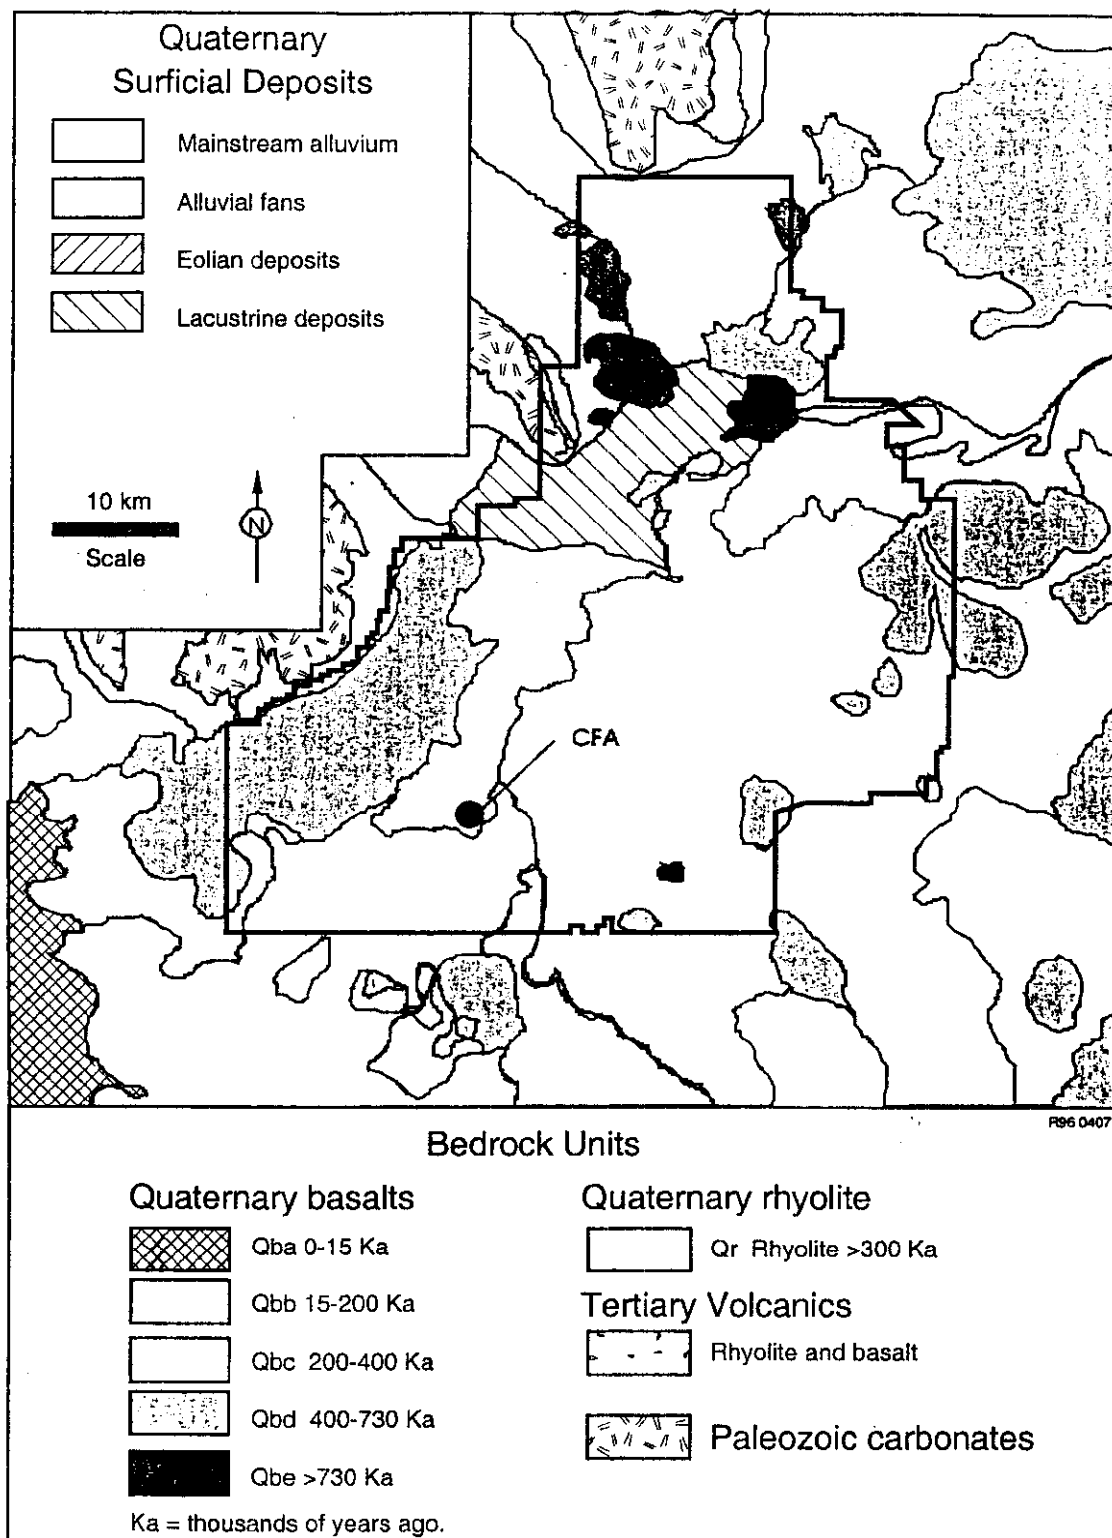 Quaternary
Surficial Deposits
Mainstream alluvium
Alluvial fans
Eolian deposits
Lacustrine deposits
10 km
Scale
N
CFA
R96 0407
Bedrock Units
Quaternary basalts
Qba 0-15 Ka
Qbb 15-200 Ka
Qbc 200-400 Ka
Qbd 400-730 Ka
Qbe >730 Ka
Ka = thousands of years ago.
Quaternary rhyolite
Qr Rhyolite >300 Ka
Tertiary Volcanics
Rhyolite and basalt
Paleozoic carbonates